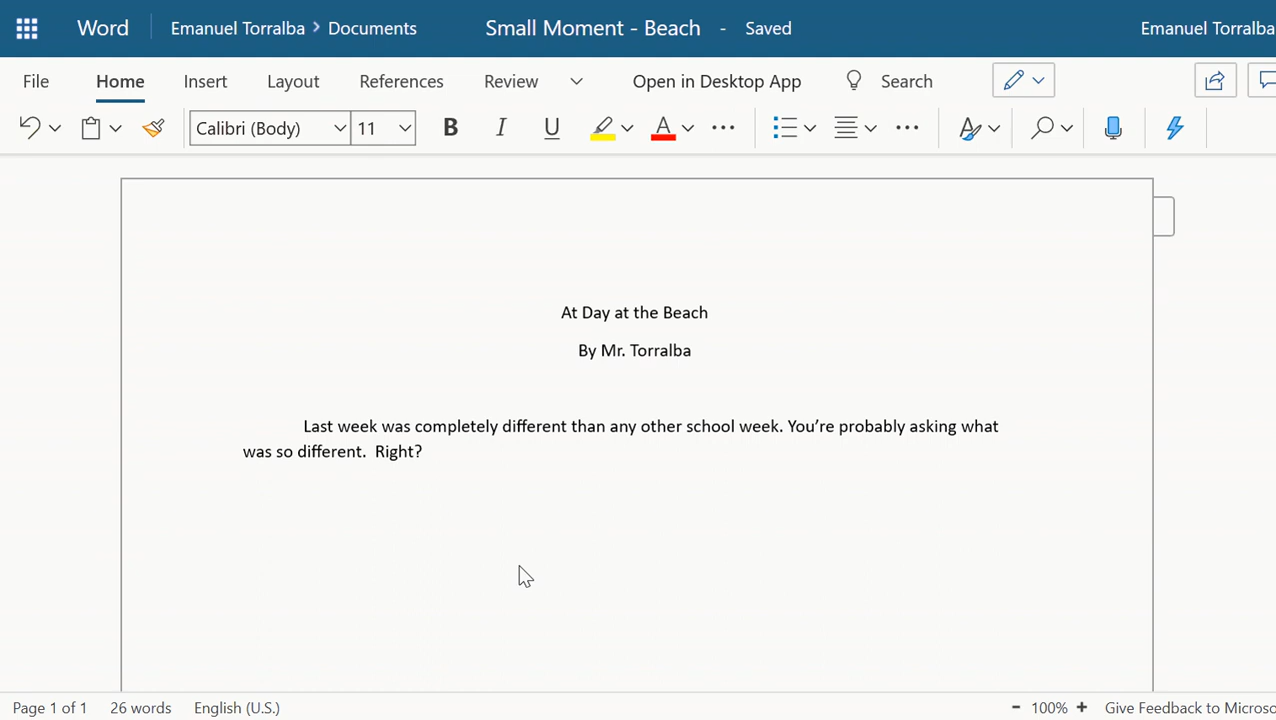 Word Emanuel Torralba > Documents Small Moment - Beach - Saved Emanuel Torralba
File Home Insert Layout References Review Open in Desktop App Search
Calibri (Body) 11 B I U A A
At Day at the Beach
By Mr. Torralba
Last week was completely different than any other school week. You’re probably asking what
was so different.  Right?
Page 1 of 1 26 words English (U.S.) - 100% + Give Feedback to Microso